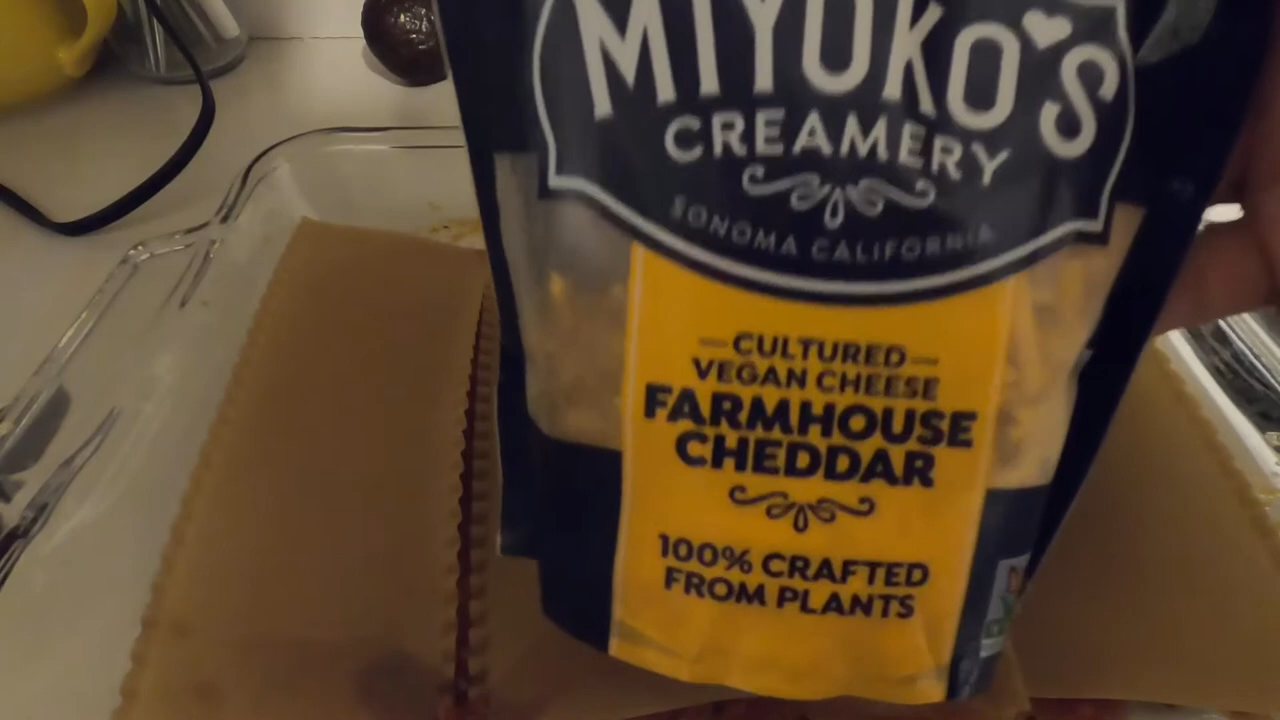 MIYOKO'S
CREAMERY
SONOMA CALIFORNIA
CULTURED
VEGAN CHEESE
FARMHOUSE
CHEDDAR
100% CRAFTED
FROM PLANTS